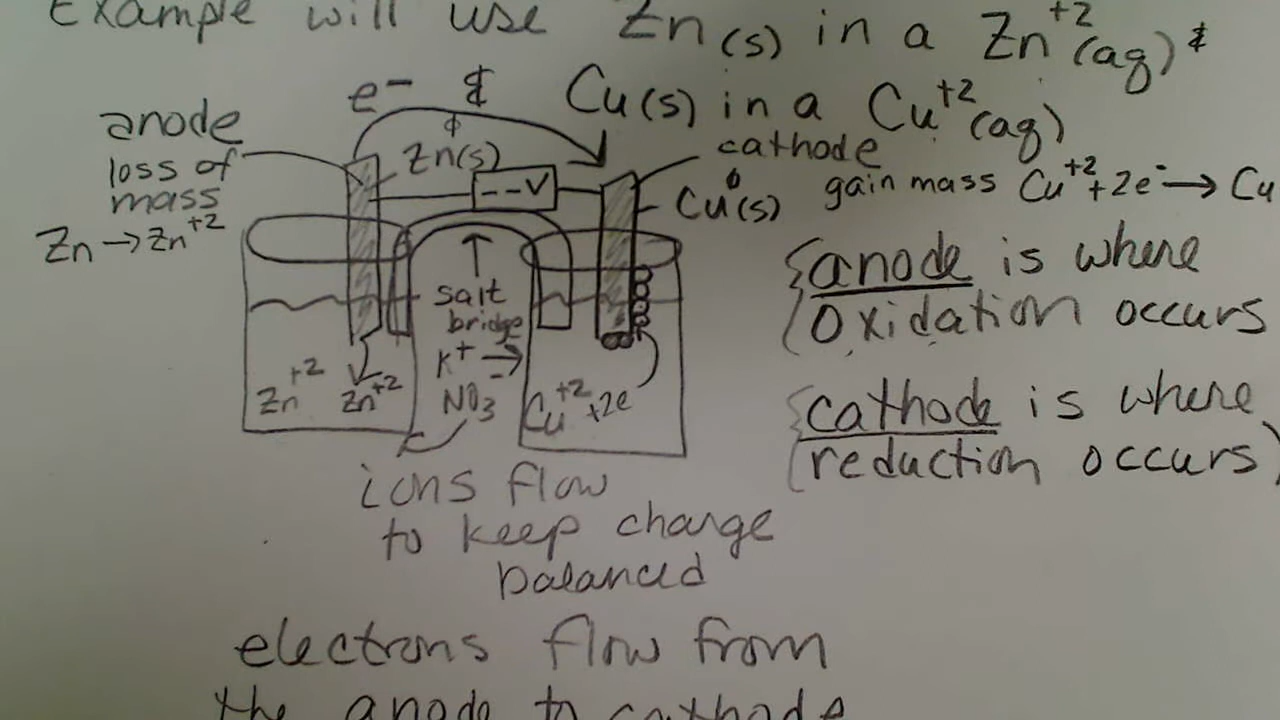 Example will use Zn(s) in a Zn+2(aq) &
e- & Cu(s) in a Cu+2(aq)
anode
loss of
mass
Zn → Zn+2
Zn(s)
--V
cathode
gain mass Cu+2 + 2e- → Cu
Cu(s)
salt
bridge
K+ →
NO3-
Zn+2 Zn+2
Cu+2 + 2e
anode is where
oxidation occurs
cathode is where
reduction occurs
ions flow
to keep charge
balanced
electrons flow from
the anode to cathode